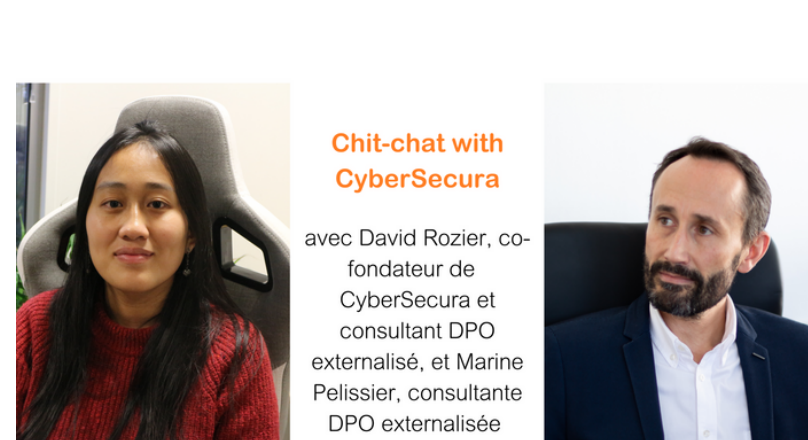 Chit-chat with
CyberSecura
avec David Rozier, co-
fondateur de
CyberSecura et
consultant DPO
externalisé, et Marine
Pelissier, consultante
DPO externalisée